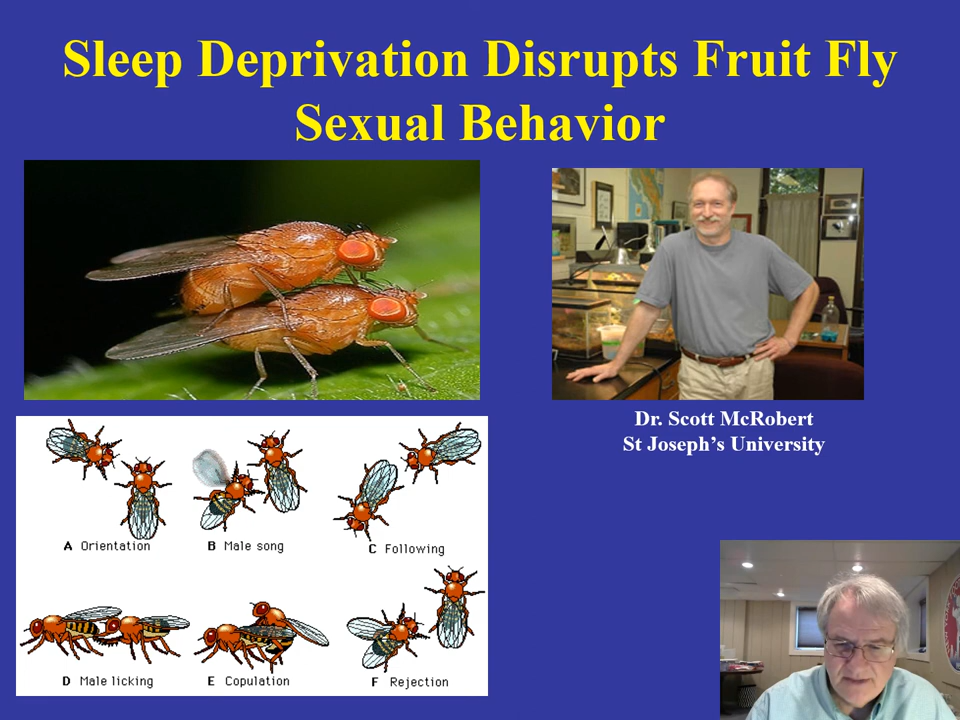 Sleep Deprivation Disrupts Fruit Fly
Sexual Behavior
Dr. Scott McRobert
St Joseph's University
A Orientation
B Male song
C Following
D Male licking
E Copulation
F Rejection